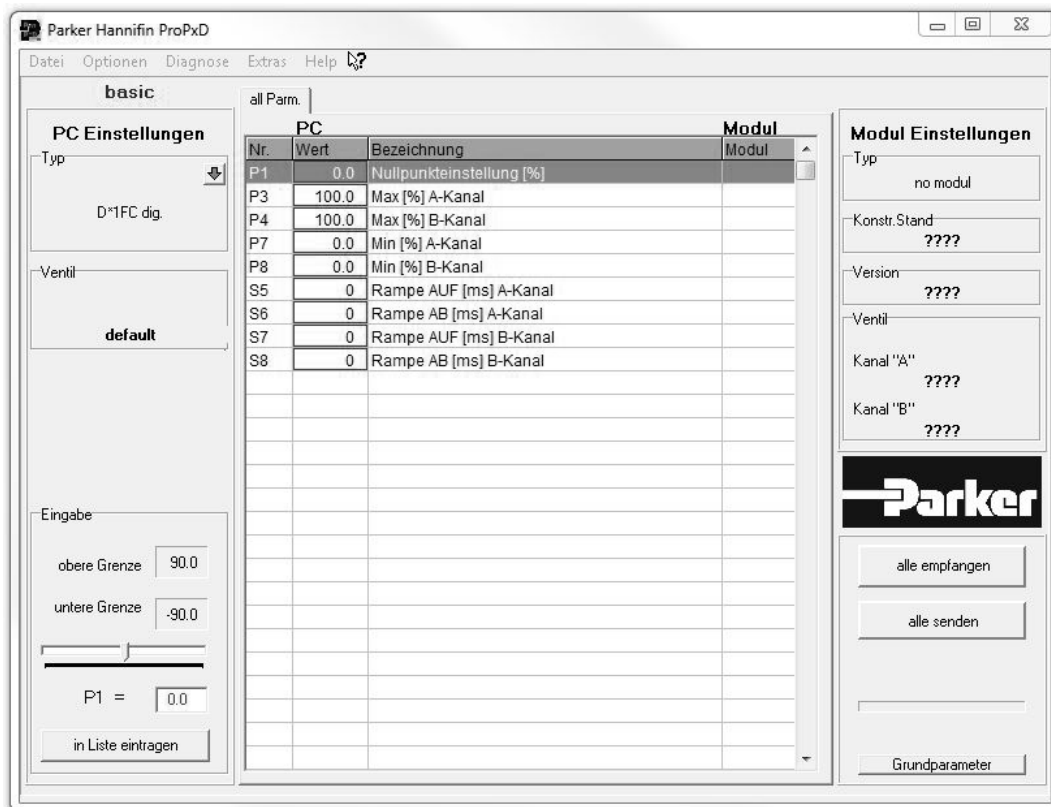 Parker Hannifin ProPxD
Datei Optionen Diagnose Extras Help
basic
PC Einstellungen
Typ
D*1FC dig.
Ventil
default
Eingabe
obere Grenze 90.0
untere Grenze -90.0
P1 = 0.0
in Liste eintragen
all Parm.
PC Modul
Nr. Wert Bezeichnung Modul
P1 0.0 Nullpunkteinstellung [%]
P3 100.0 Max [%] A-Kanal
P4 100.0 Max [%] B-Kanal
P7 0.0 Min [%] A-Kanal
P8 0.0 Min [%] B-Kanal
S5 0 Rampe AUF [ms] A-Kanal
S6 0 Rampe AB [ms] A-Kanal
S7 0 Rampe AUF [ms] B-Kanal
S8 0 Rampe AB [ms] B-Kanal
Modul Einstellungen
Typ
no modul
Konstr.Stand
????
Version
????
Ventil
Kanal "A"
????
Kanal "B"
????
Parker
alle empfangen
alle senden
Grundparameter